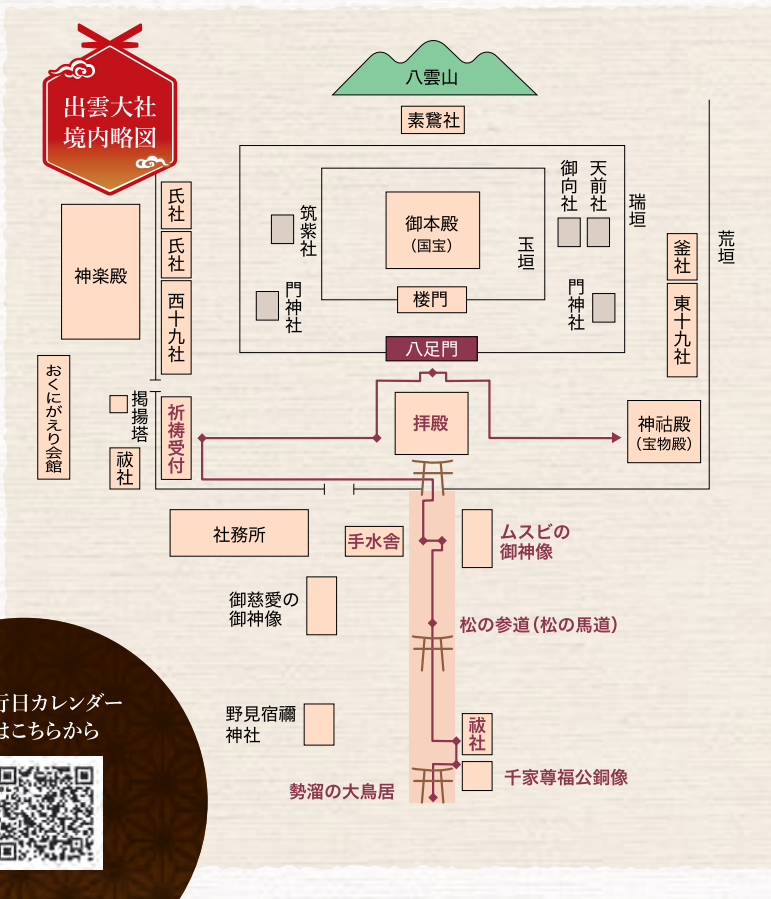 出雲大社
境内略図
八雲山
素鵞社
御向社
天前社
瑞垣
荒垣
氏社
筑紫社
御本殿
（国宝）
玉垣
釜社
神楽殿
氏社
門神社
楼門
門神社
西十九社
東十九社
八足門
おくにがえり会館
掲揚塔
祈祷受付
拝殿
神祜殿
（宝物殿）
祓社
社務所
手水舎
ムスビの
御神像
御慈愛の
御神像
松の参道（松の馬道）
行日カレンダー
はこちらから
野見宿禰
神社
祓社
千家尊福公銅像
勢溜の大鳥居